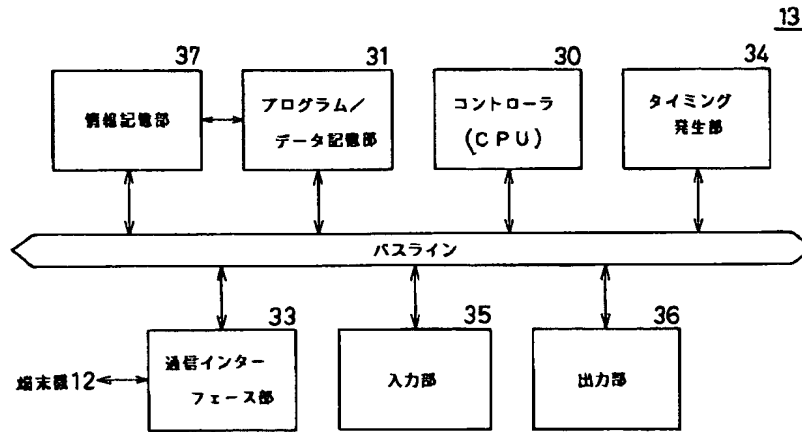 13
37
31
30
34
情報記憶部
プログラム/
データ記憶部
コントローラ
(CPU)
タイミング
発生部
バスライン
33
35
36
端末機12
通信インター
フェース部
入力部
出力部